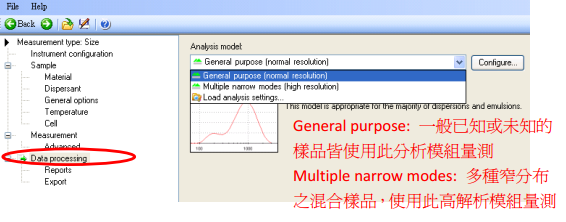 File Help
Back
Measurement type: Size
Instrument configuration
Sample
Material
Dispersant
General options
Temperature
Cell
Measurement
Advanced
Data processing
Reports
Export
Analysis model:
General purpose (normal resolution)
Configure...
General purpose (normal resolution)
Multiple narrow modes (high resolution)
Load analysis settings...
This model is appropriate for the majority of dispersions and emulsions.
100 1000
General purpose: 一般已知或未知的
樣品皆使用此分析模組量測
Multiple narrow modes: 多種窄分布
之混合樣品，使用此高解析模組量測